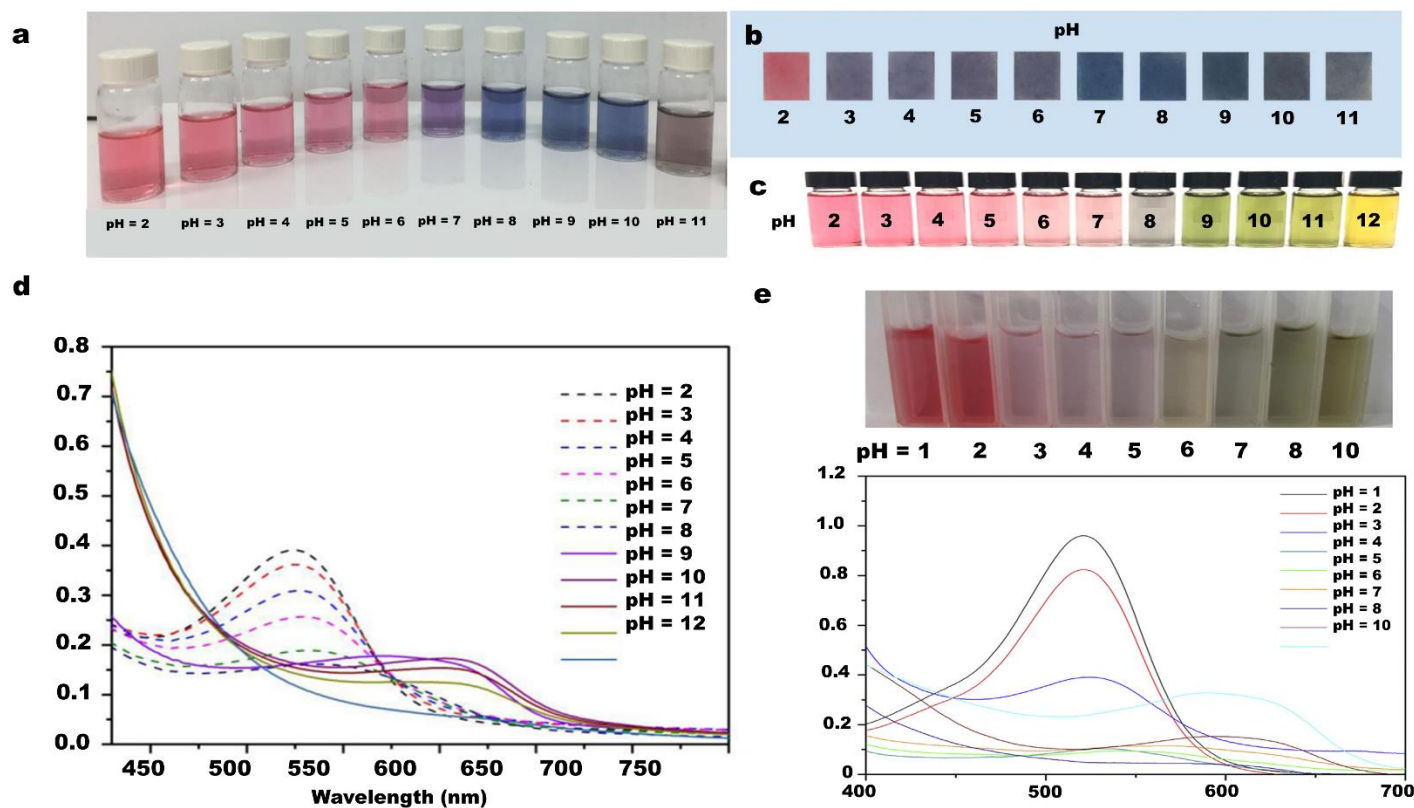 a
pH = 2 pH = 3 pH = 4 pH = 5 pH = 6 pH = 7 pH = 8 pH = 9 pH = 10 pH = 11
b
pH
2 3 4 5 6 7 8 9 10 11
c
pH 2 3 4 5 6 7 8 9 10 11 12
d
0.8
0.7
0.6
0.5
0.4
0.3
0.2
0.1
0.0
pH = 2
pH = 3
pH = 4
pH = 5
pH = 6
pH = 7
pH = 8
pH = 9
pH = 10
pH = 11
pH = 12
450 500 550 600 650 700 750
Wavelength (nm)
e
pH = 1 2 3 4 5 6 7 8 10
1.2
1.0
0.8
0.6
0.4
0.2
0
pH = 1
pH = 2
pH = 3
pH = 4
pH = 5
pH = 6
pH = 7
pH = 8
pH = 10
400 500 600 700